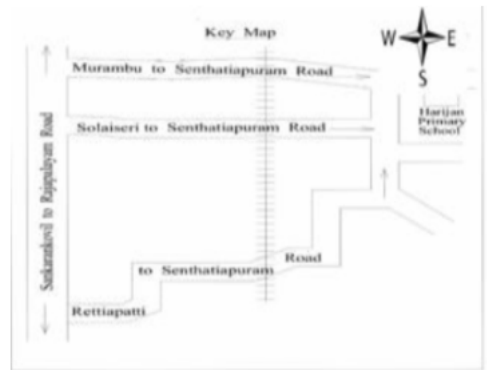 Key Map
W E
S
Murambu to Senthatiapuram Road
Harijan
Primary
School
Solaiseri to Senthatiapuram Road
Sankarankovil to Rajapalayam Road
Road
to Senthatiapuram
Rettiapatti